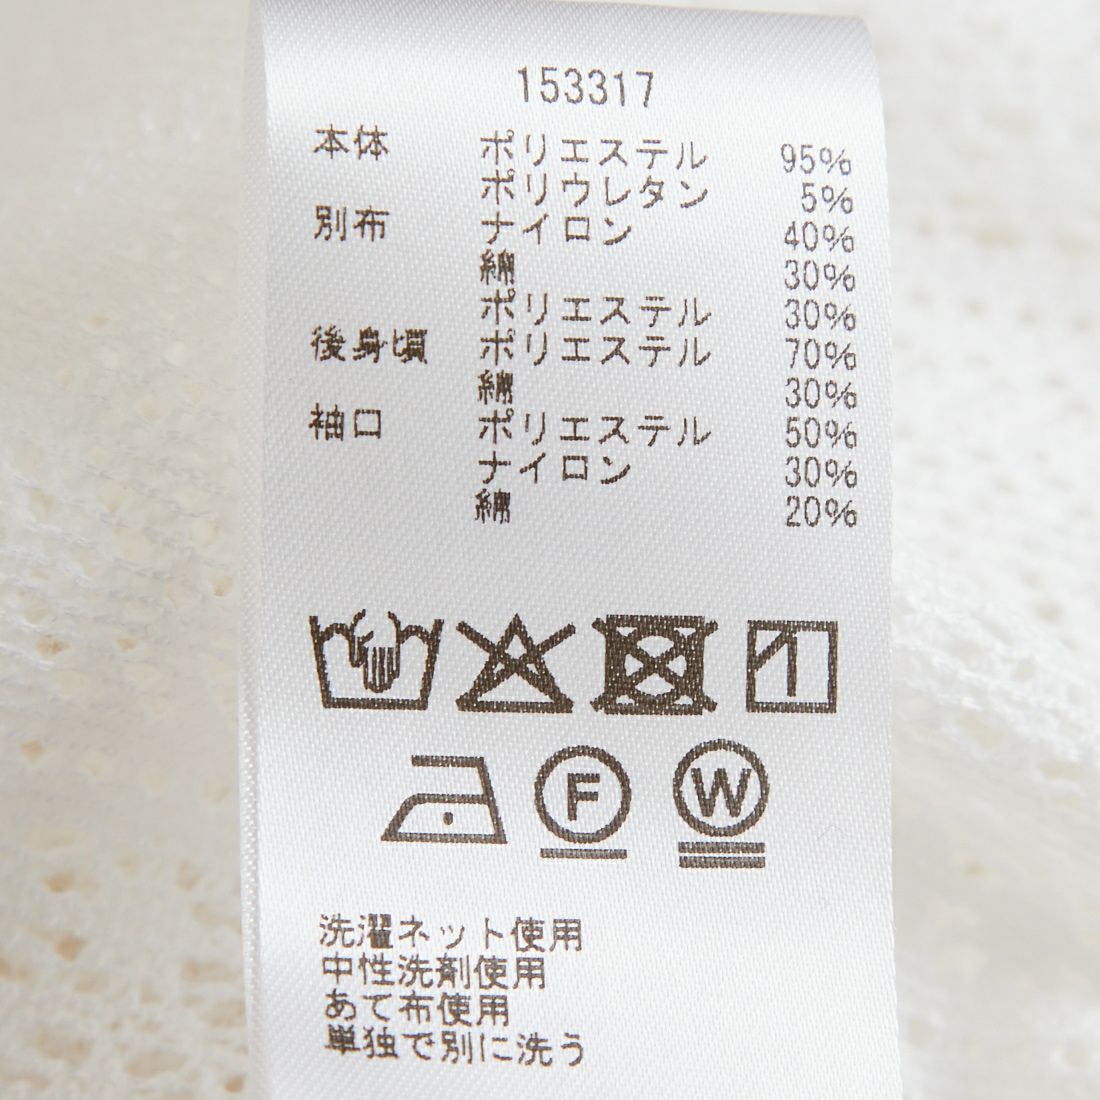 153317
本体 ポリエステル 95%
ポリウレタン 5%
別布 ナイロン 40%
綿 30%
ポリエステル 30%
後身頃 ポリエステル 70%
綿 30%
袖口 ポリエステル 50%
ナイロン 30%
綿 20%
F W
洗濯ネット使用
中性洗剤使用
あて布使用
単独で別に洗う